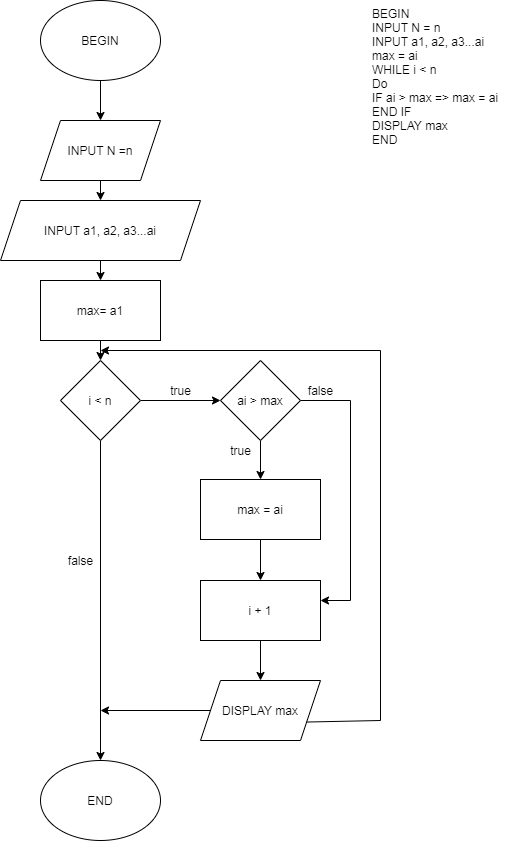 BEGIN
INPUT N =n
INPUT a1, a2, a3...ai
max= a1
i < n
true
ai > max
false
true
max = ai
false
i + 1
DISPLAY max
END
BEGIN
INPUT N = n
INPUT a1, a2, a3...ai
max = ai
WHILE i < n
Do
IF ai > max => max = ai
END IF
DISPLAY max
END